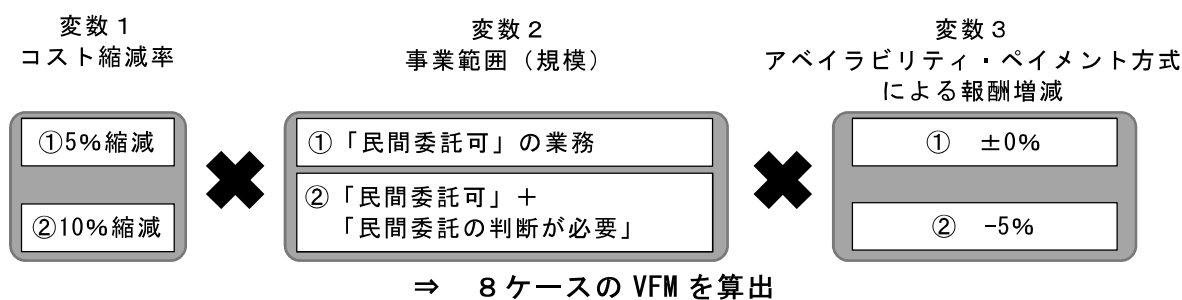 変数１
コスト縮減率
①5%縮減
②10%縮減
変数２
事業範囲（規模）
①「民間委託可」の業務
②「民間委託可」＋
「民間委託の判断が必要」
変数３
アベイラビリティ・ペイメント方式
による報酬増減
①　±0%
②　-5%
⇒　８ケースの VFM を算出